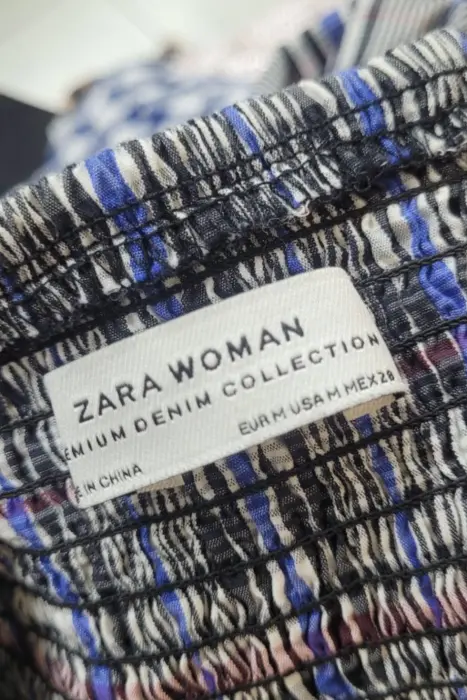 ZARA WOMAN
EMIUM DENIM COLLECTION
EUR M USA M MEX 28
E IN CHINA